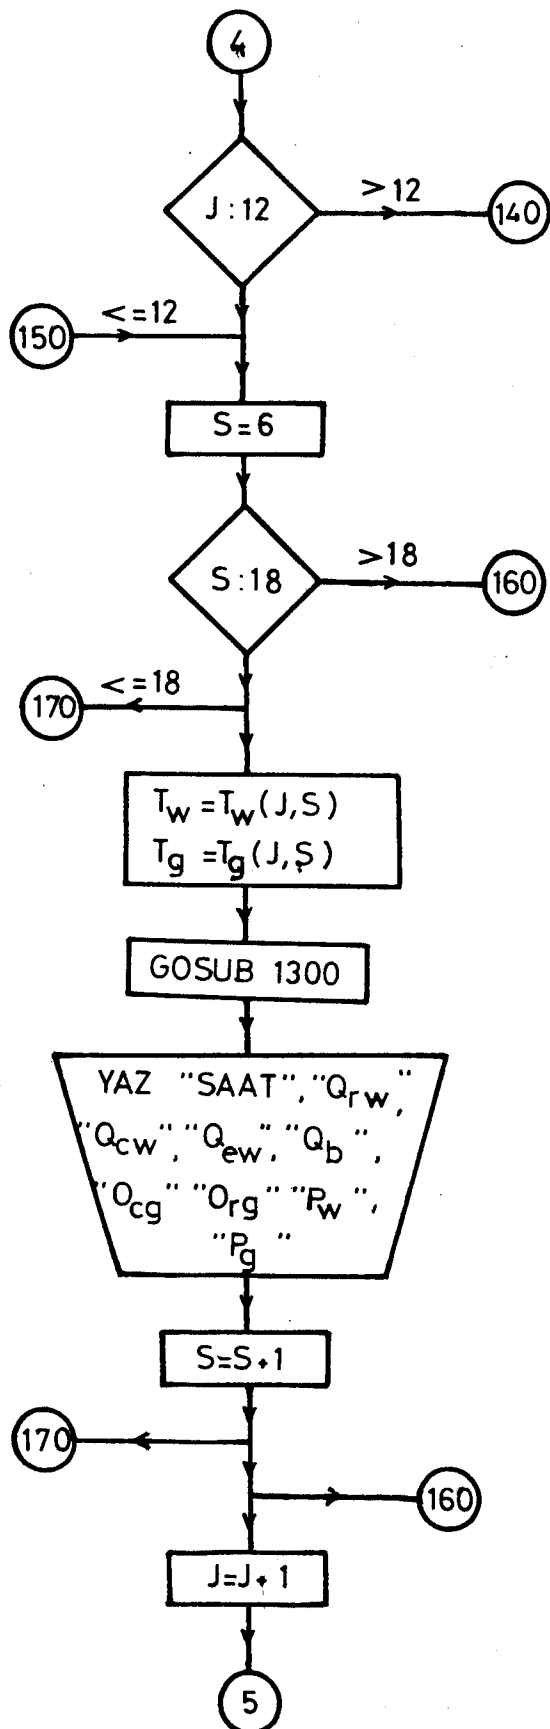 4
J : 12
>12
140
<=12
150
S=6
S : 18
>18
160
<=18
170
T_w =T_w (J,S)
T_g =T_g (J,S)
GOSUB 1300
YAZ "SAAT", "Q_rw",
"Q_cw", "Q_ew", "Q_b ",
"O_cg" "O_rg" "P_w ",
"P_g "
S=S+1
170
160
J=J+1
5